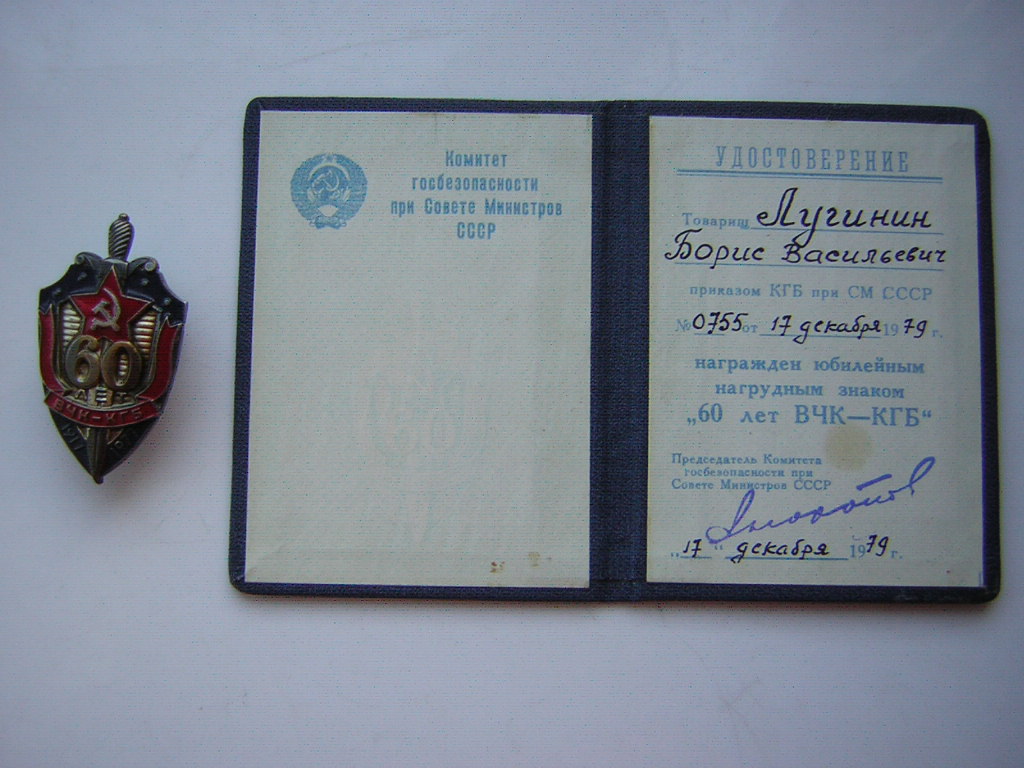 60
ЛЕТ
ВЧК-КГБ
1917
Комитет
госбезопасности
при Совете Министров
СССР
УДОСТОВЕРЕНИЕ
Товарищ Лугинин
Борис Васильевич
приказом КГБ при СМ СССР
№ 0755 от 17 декабря 1979 г.
награжден юбилейным
нагрудным знаком
„60 лет ВЧК—КГБ“
Председатель Комитета
госбезопасности при
Совете Министров СССР
„17“ декабря 1979 г.